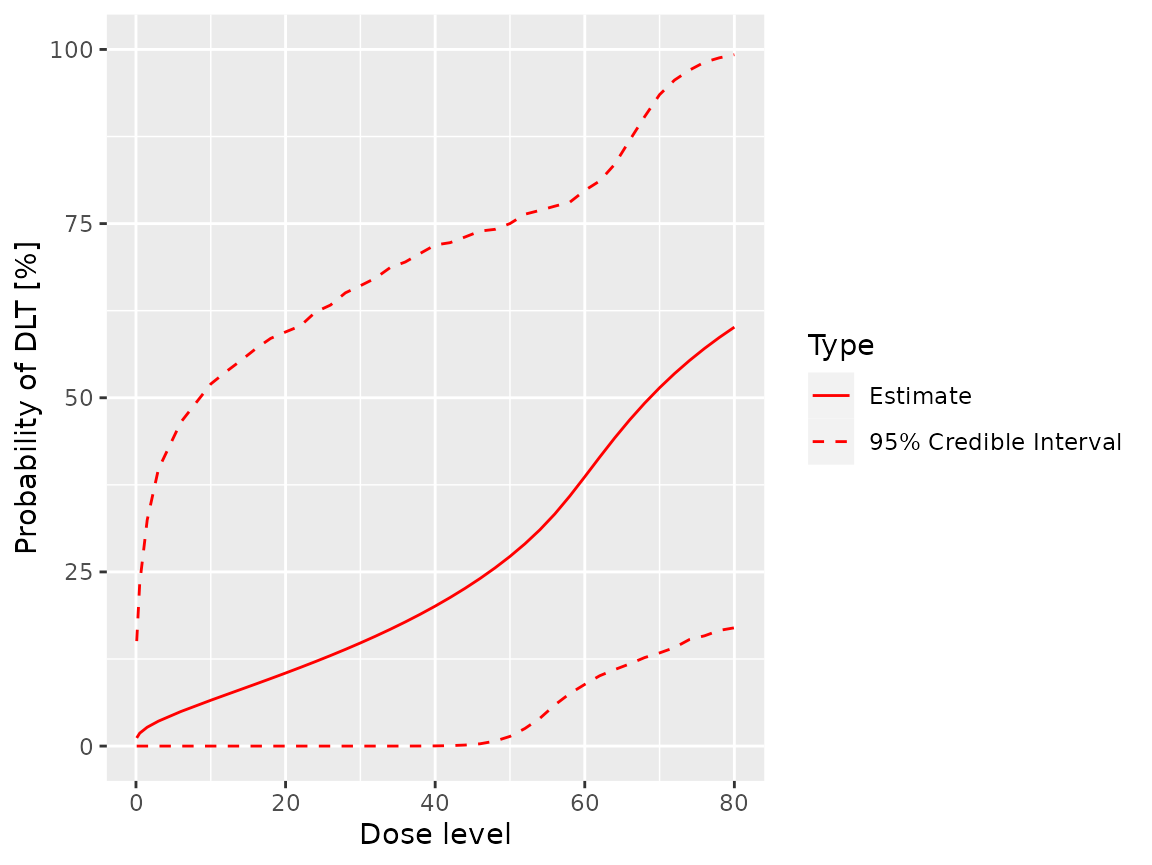 Probability of DLT [%]
100
75
50
25
0
0 20 40 60 80
Dose level
Type
Estimate
95% Credible Interval